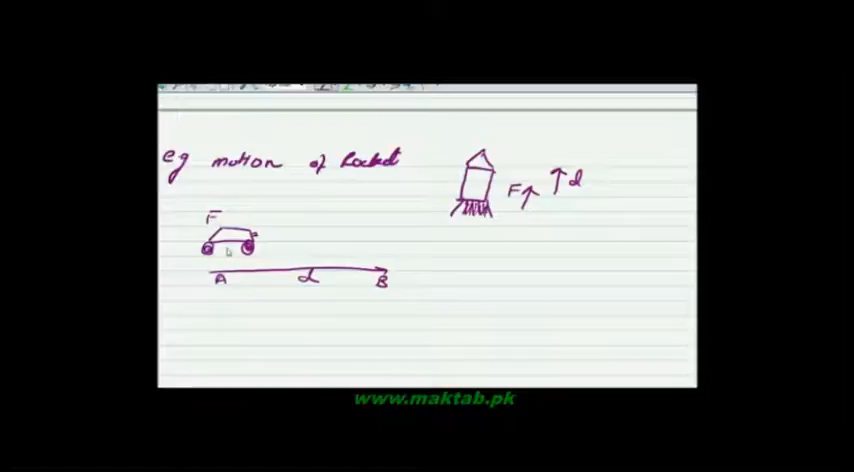 eg motion of Rocket
F↑ ↑d
F
A d B
www.maktab.pk